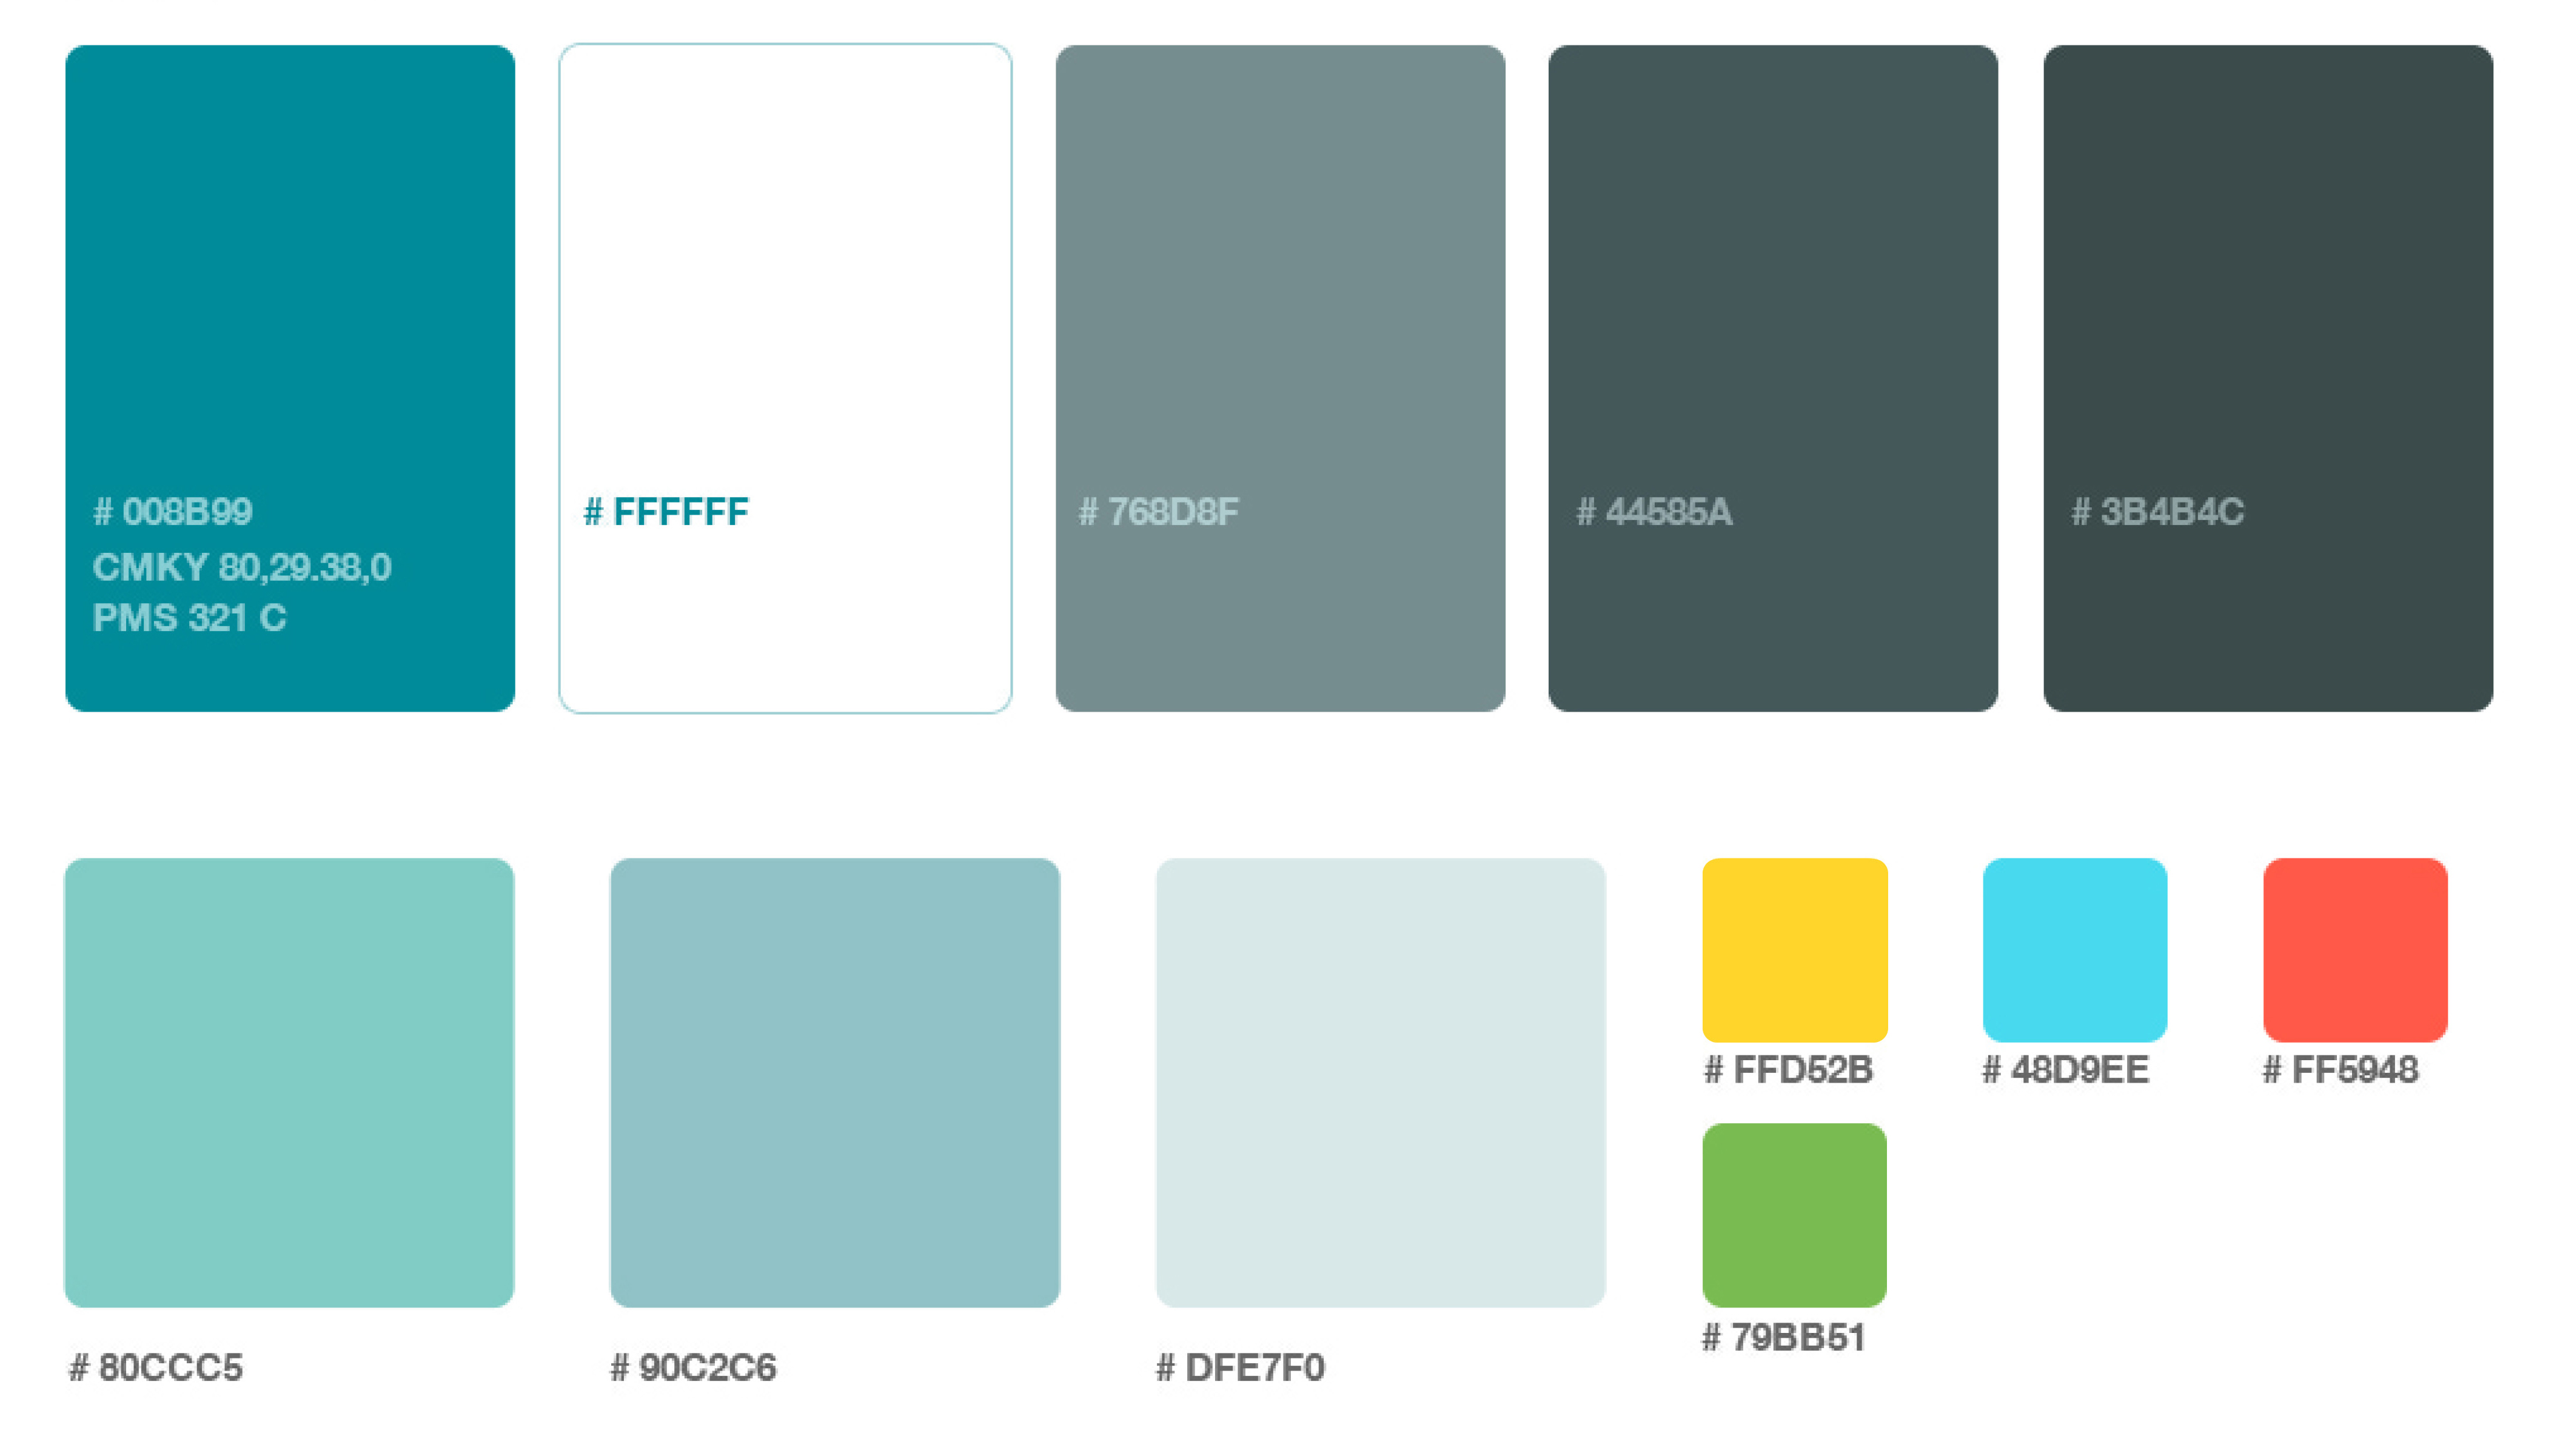 # 008B99
CMKY 80,29.38,0
PMS 321 C
# FFFFFF
# 768D8F
# 44585A
# 3B4B4C
# 80CCC5
# 90C2C6
# DFE7F0
# FFD52B
# 48D9EE
# FF5948
# 79BB51